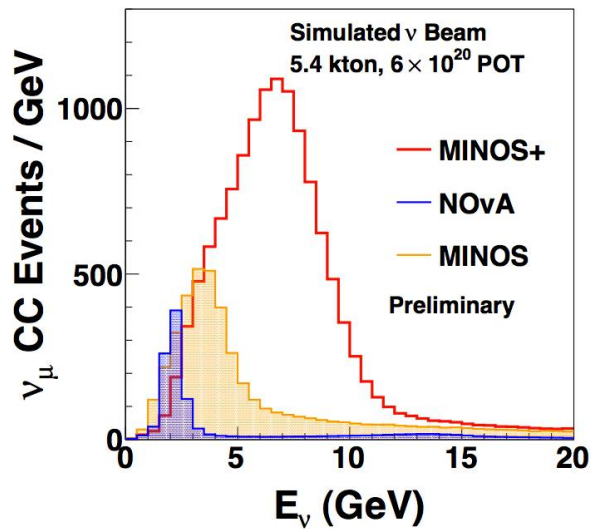 Simulated ν Beam
5.4 kton, 6 × 10²⁰ POT
ν_μ CC Events / GeV
1000
500
0
MINOS+
NOvA
MINOS
Preliminary
0 5 10 15 20
E_ν (GeV)